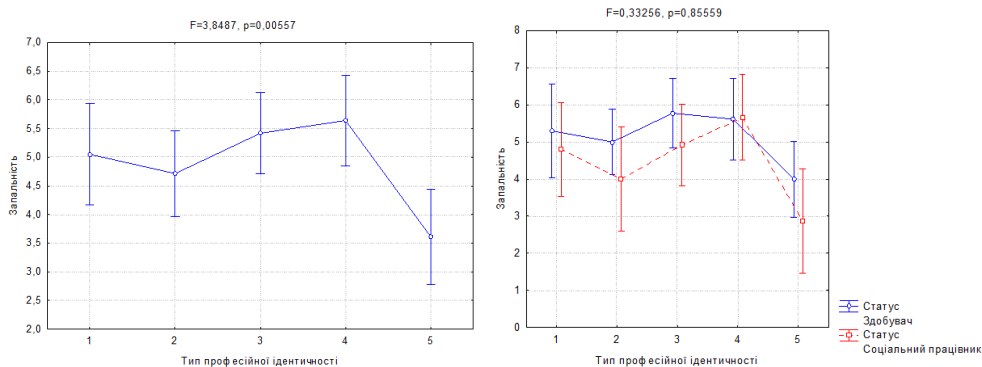 F=3,8487, p=0,00557
7,0
6,5
6,0
5,5
5,0
4,5
4,0
3,5
3,0
2,5
2,0
Запальність
1 2 3 4 5
Тип професійної ідентичності
F=0,33256, p=0,85559
8
7
6
5
4
3
2
1
0
Запальність
1 2 3 4 5
Тип професійної ідентичності
Статус
Здобувач
Статус
Соціальний працівник